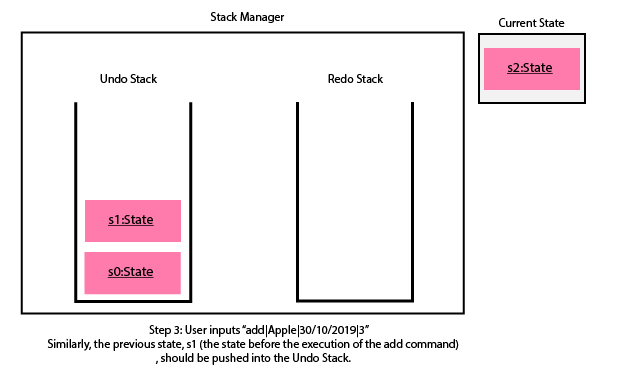 Stack Manager
Current State
s2:State
Undo Stack
Redo Stack
s1:State
s0:State
Step 3: User inputs “add|Apple|30/10/2019|3”
Similarly, the previous state, s1 (the state before the execution of the add command)
, should be pushed into the Undo Stack.